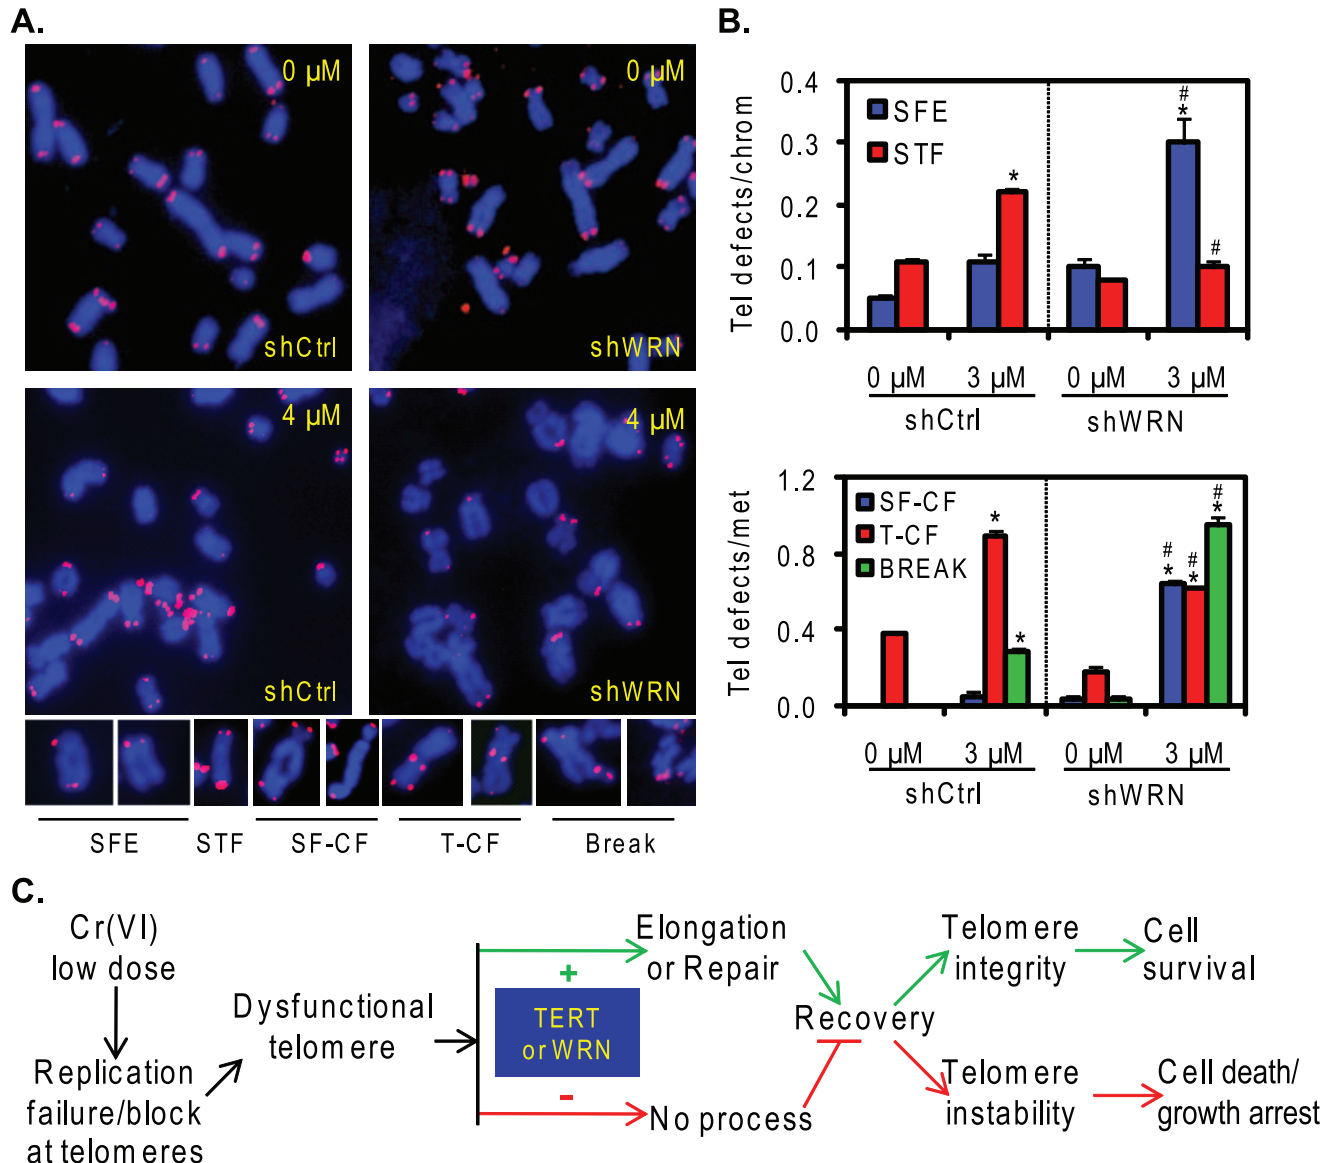 A.
0 µM
0 µM
shCtrl
shWRN
4 µM
4 µM
shCtrl
shWRN
SFE
STF
SF-CF
T-CF
Break
B.
Tel defects/chrom
0.4
0.3
0.2
0.1
0.0
SFE
STF
*
#
*
#
0 µM
3 µM
0 µM
3 µM
shCtrl
shWRN
Tel defects/met
1.2
0.8
0.4
0.0
SF-CF
T-CF
BREAK
*
*
#
*
#
*
#
*
0 µM
3 µM
0 µM
3 µM
shCtrl
shWRN
C.
Cr(VI)
low dose
Replication
failure/block
at telomeres
Dysfunctional
telomere
+
TERT
or WRN
-
Elongation
or Repair
No process
Recovery
Telomere
integrity
Cell
survival
Telomere
instability
Cell death/
growth arrest